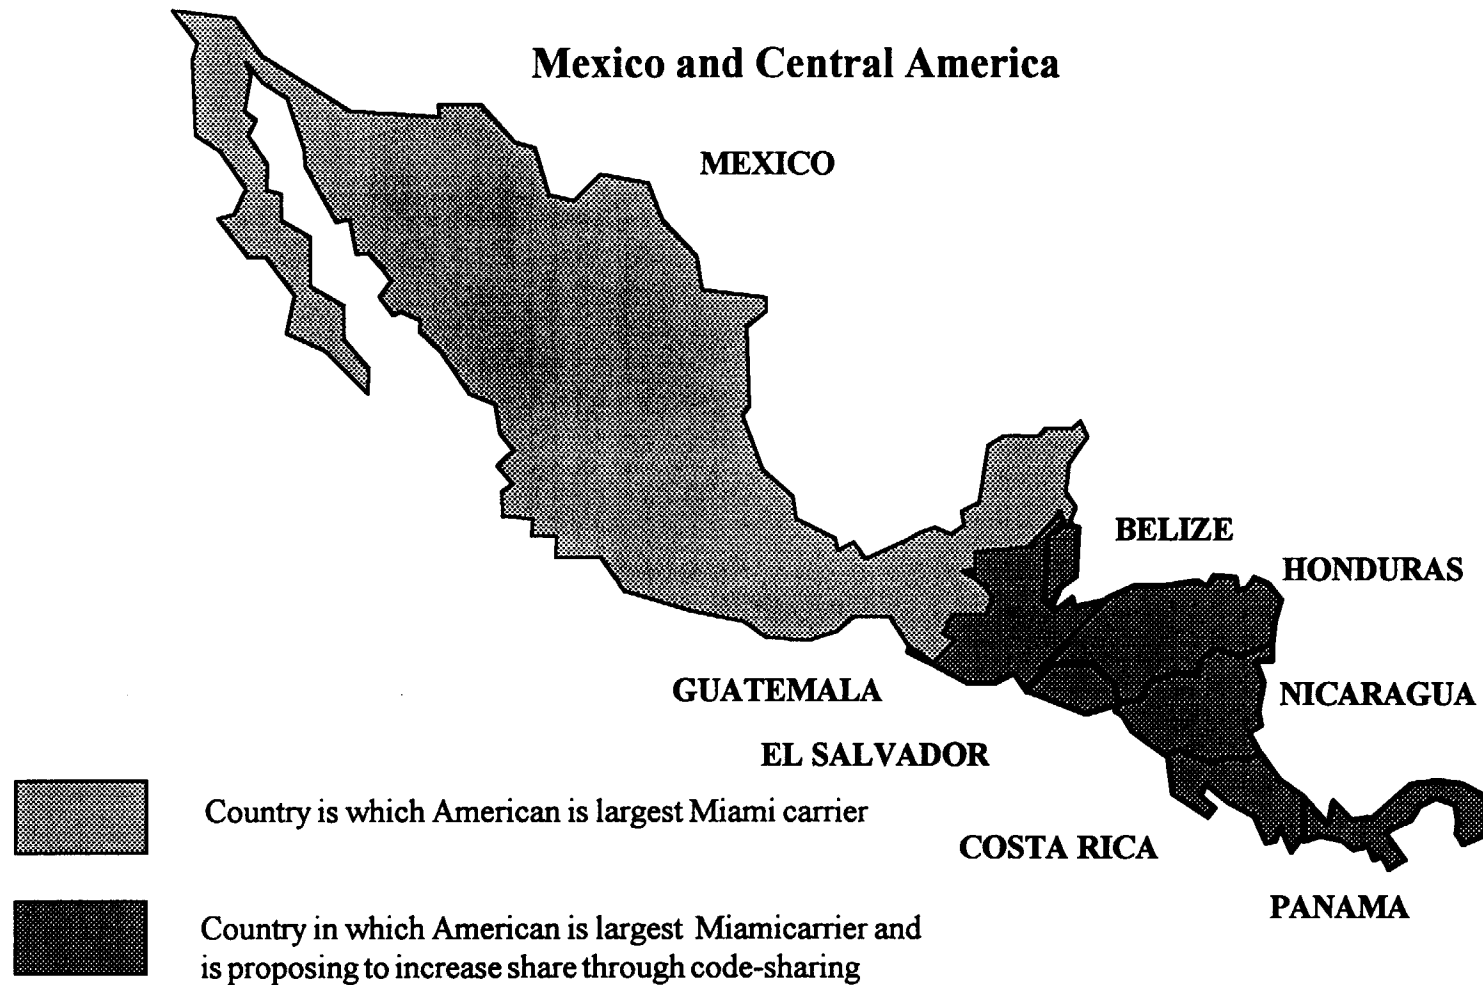 Mexico and Central America
MEXICO
BELIZE
HONDURAS
GUATEMALA
NICARAGUA
EL SALVADOR
Country is which American is largest Miami carrier
COSTA RICA
PANAMA
Country in which American is largest Miamicarrier and
is proposing to increase share through code-sharing